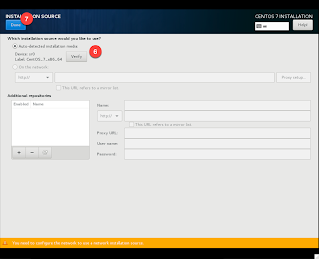 INSTALLATION SOURCE
CENTOS 7 INSTALLATION
Done
7
Help!
Which installation source would you like to use?
Auto-detected installation media:
6
Device: sr0
Label: CentOS_7_x86_64
Verify
On the network:
http://
Proxy setup...
This URL refers to a mirror list.
Additional repositories
Enabled Name
Name:
http://
This URL refers to a mirror list.
Proxy URL:
User name:
Password:
+
−
You need to configure the network to use a network installation source.